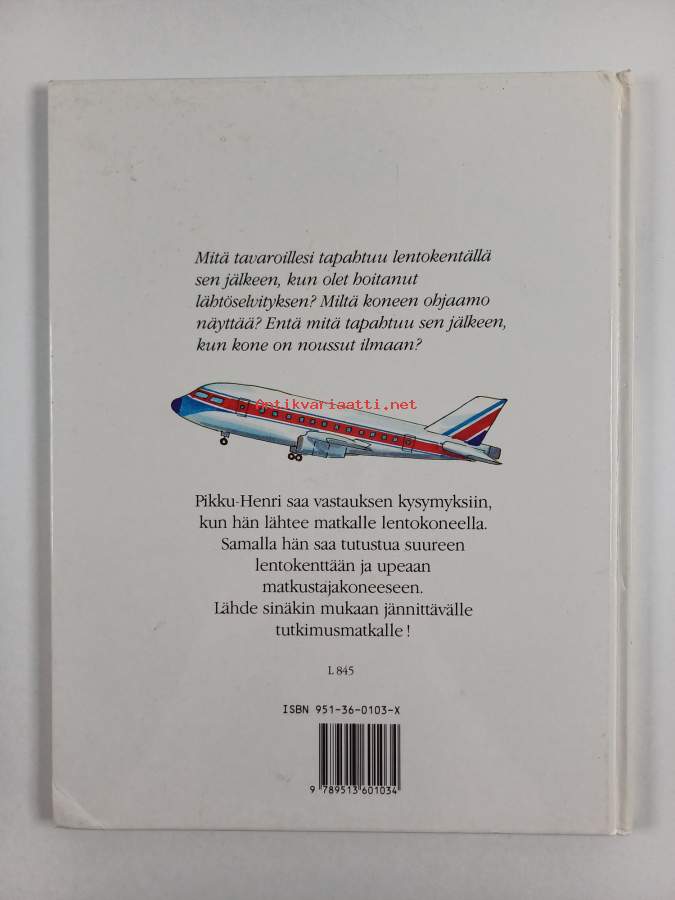 Mitä tavaroillesi tapahtuu lentokentällä
sen jälkeen, kun olet hoitanut
lähtöselvityksen? Miltä koneen ohjaamo
näyttää? Entä mitä tapahtuu sen jälkeen,
kun kone on noussut ilmaan?
Antikvariaatti.net
Pikku-Henri saa vastauksen kysymyksiin,
kun hän lähtee matkalle lentokoneella.
Samalla hän saa tutustua suureen
lentokenttään ja upeaan
matkustajakoneeseen.
Lähde sinäkin mukaan jännittävälle
tutkimusmatkalle!
L 845
ISBN 951-36-0103-X
9 789513 601034